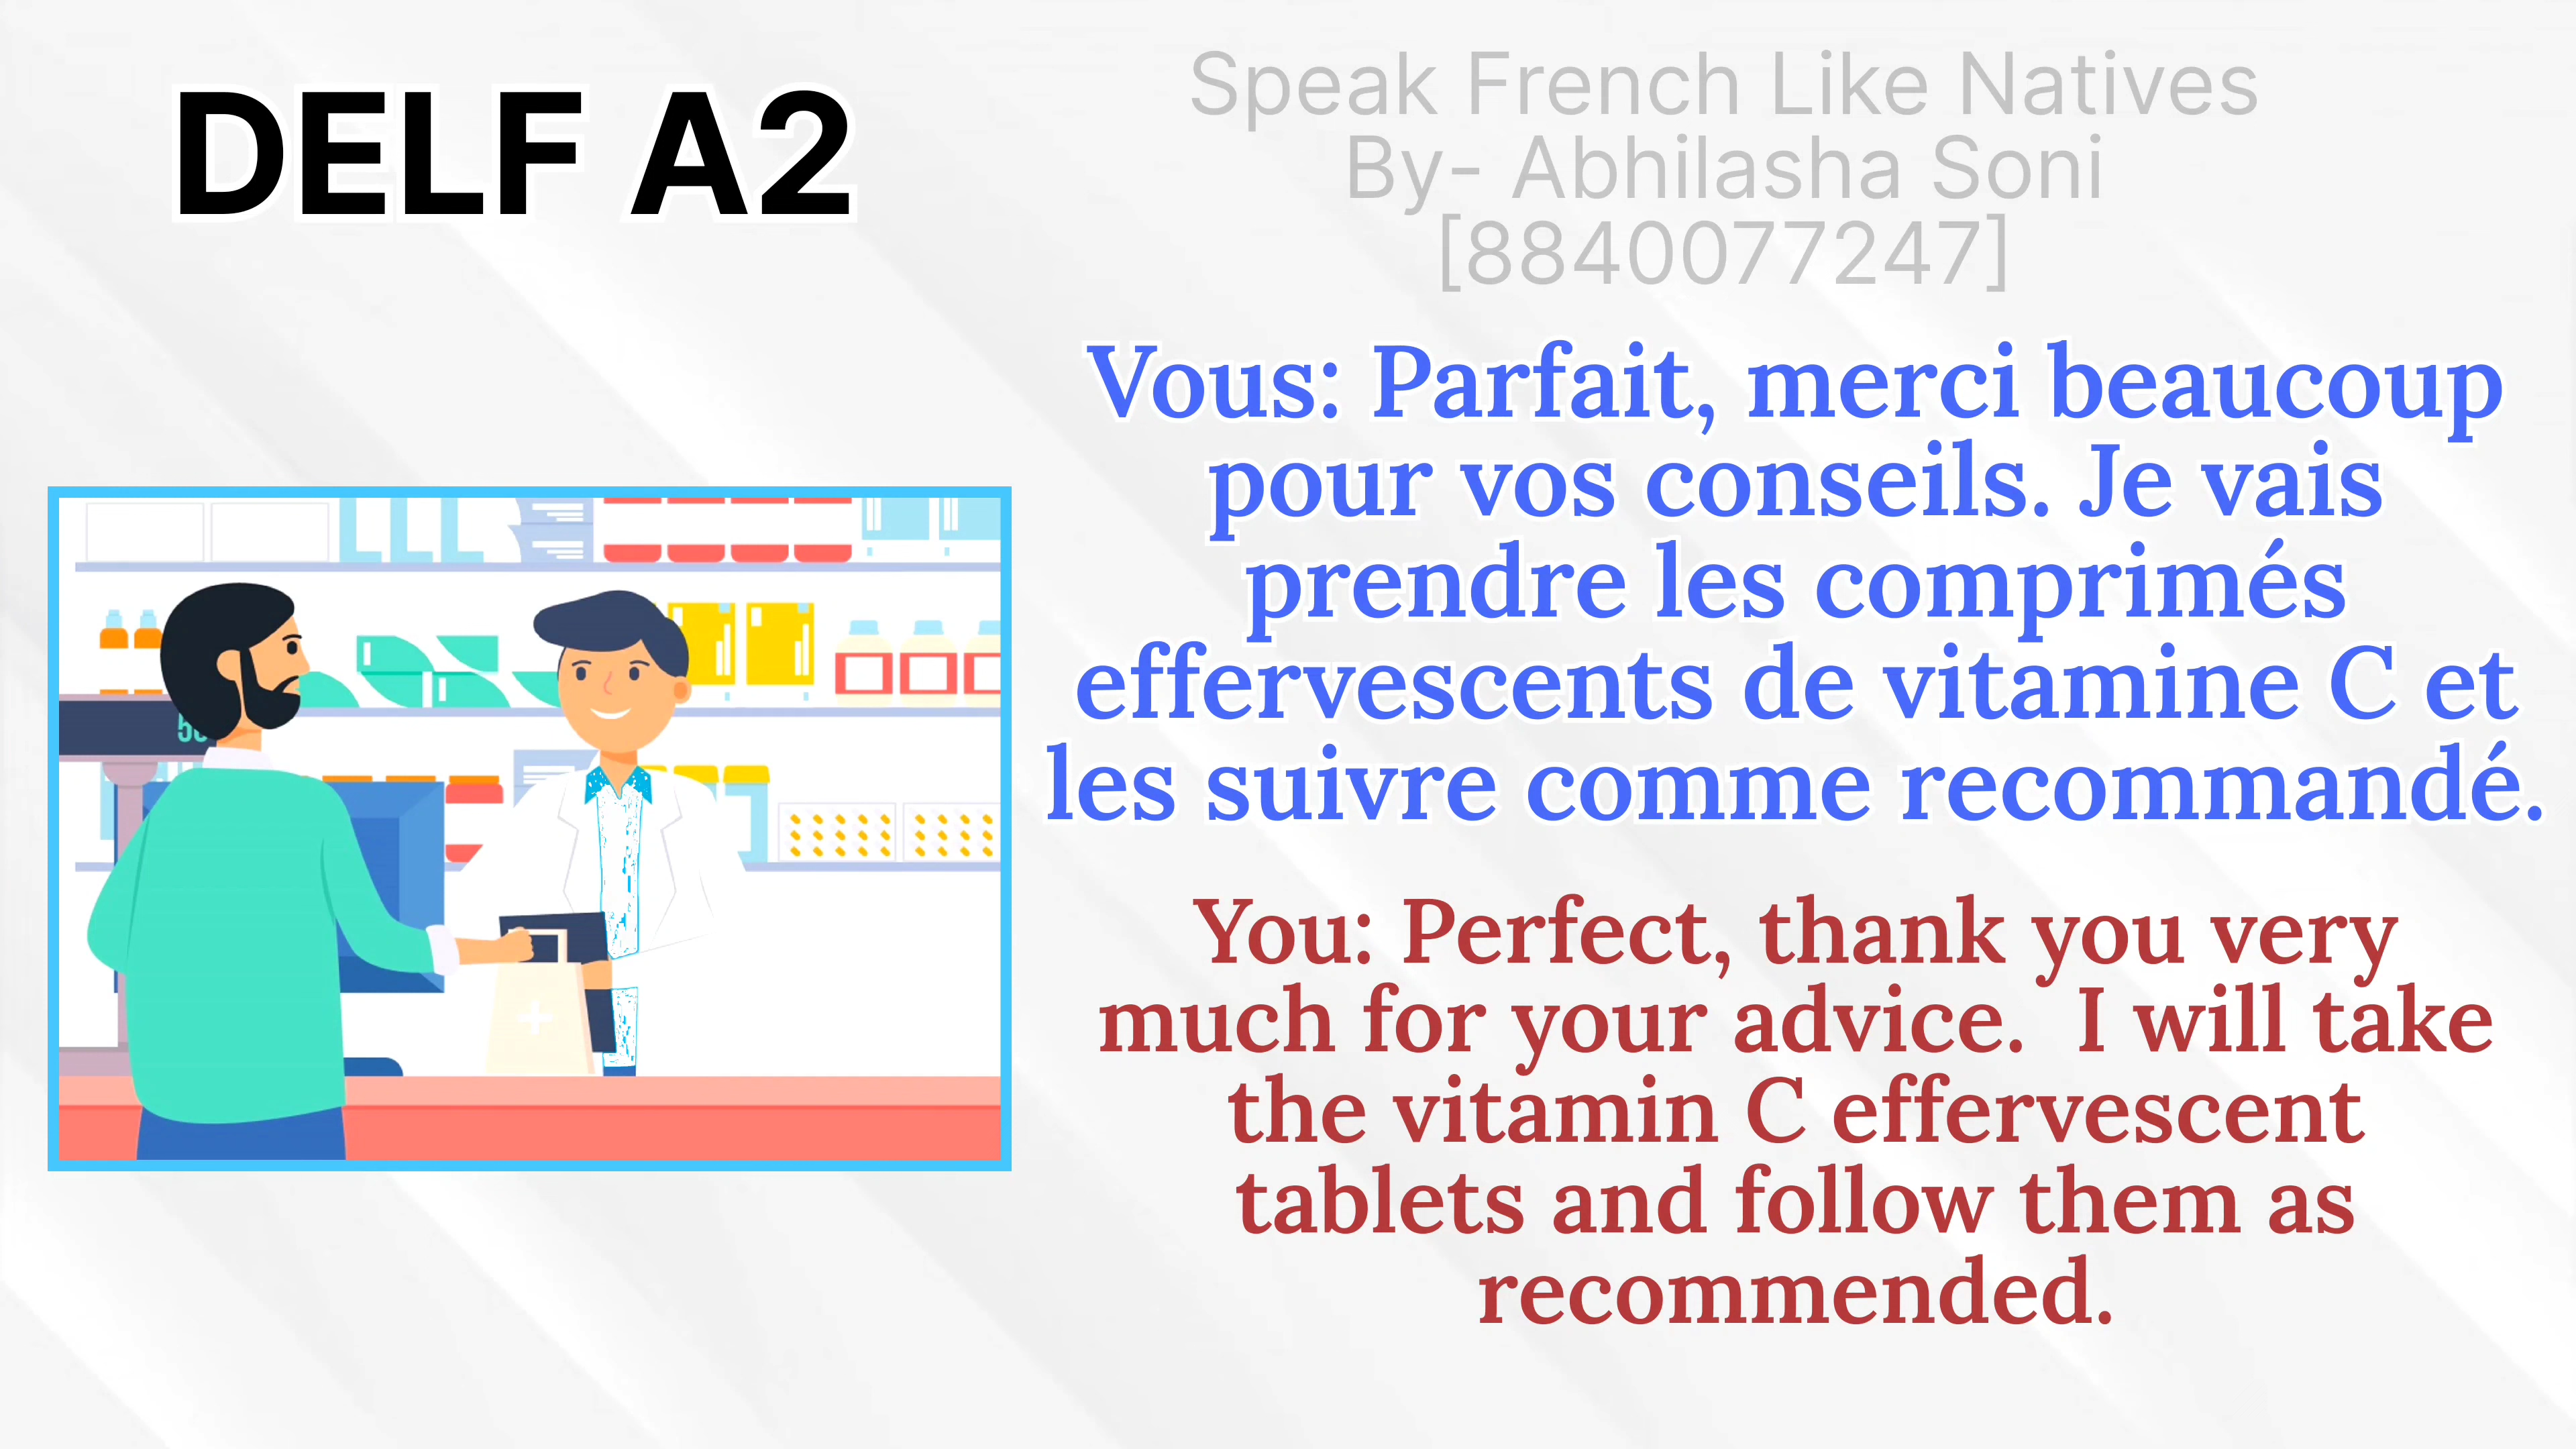 DELF A2
Speak French Like Natives
By- Abhilasha Soni
[8840077247]
Vous: Parfait, merci beaucoup
pour vos conseils. Je vais
prendre les comprimés
effervescents de vitamine C et
les suivre comme recommandé.
You: Perfect, thank you very
much for your advice.  I will take
the vitamin C effervescent
tablets and follow them as
recommended.